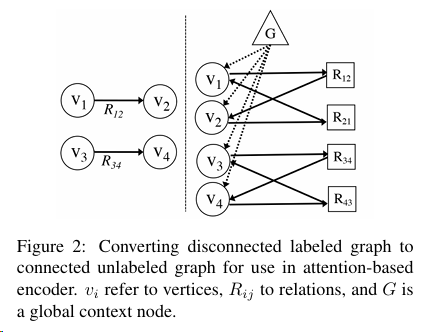 G
v1 R12 v2
v3 R34 v4
v1 R12
v2 R21
v3 R34
v4 R43
Figure 2: Converting disconnected labeled graph to
connected unlabeled graph for use in attention-based
encoder. vi refer to vertices, Rij to relations, and G is
a global context node.